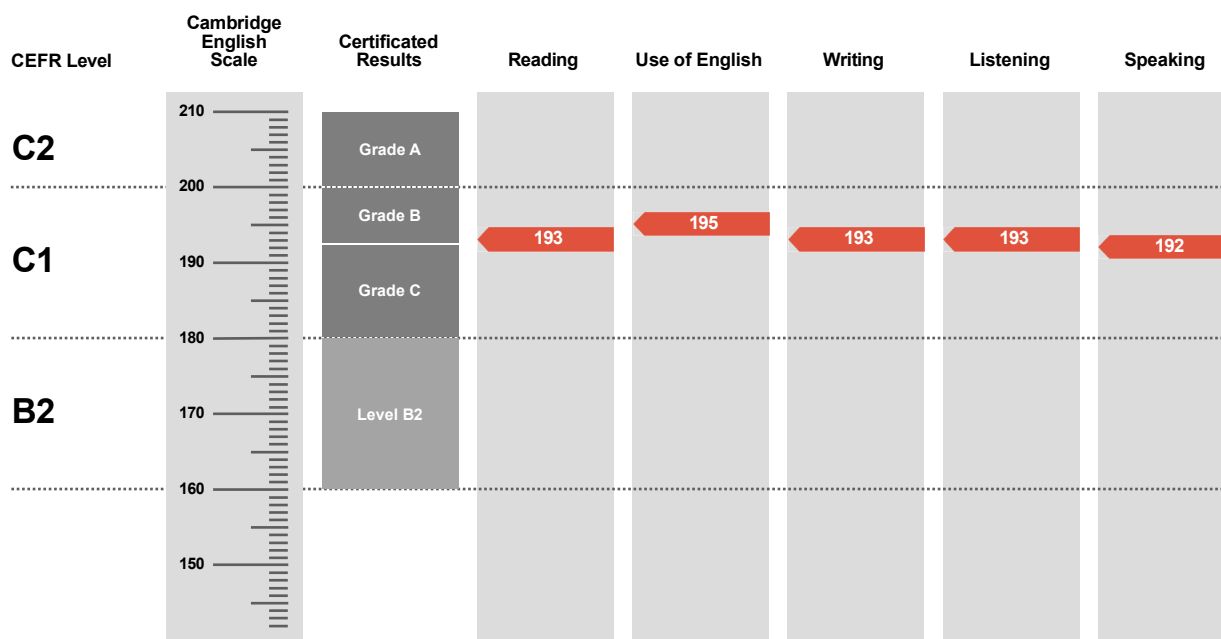 CEFR Level
Cambridge
English
Scale
Certificated
Results
Reading
Use of English
Writing
Listening
Speaking
C2
C1
B2
210
200
190
180
170
160
150
Grade A
Grade B
Grade C
Level B2
193
195
193
193
192